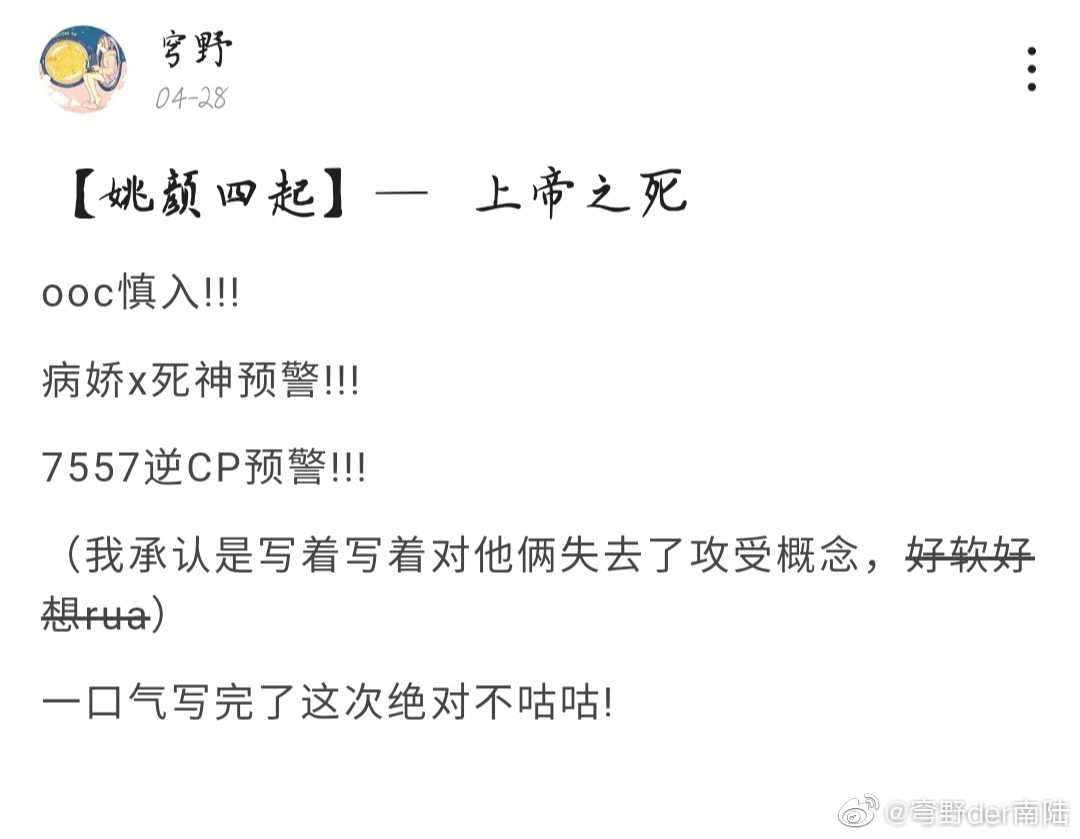 穹野
04-28
【姚颜四起】— 上帝之死
ooc慎入!!!
病娇x死神预警!!!
7557逆CP预警!!!
（我承认是写着写着对他俩失去了攻受概念，好软好
想rua）
一口气写完了这次绝对不咕咕!
@穹野der南陆